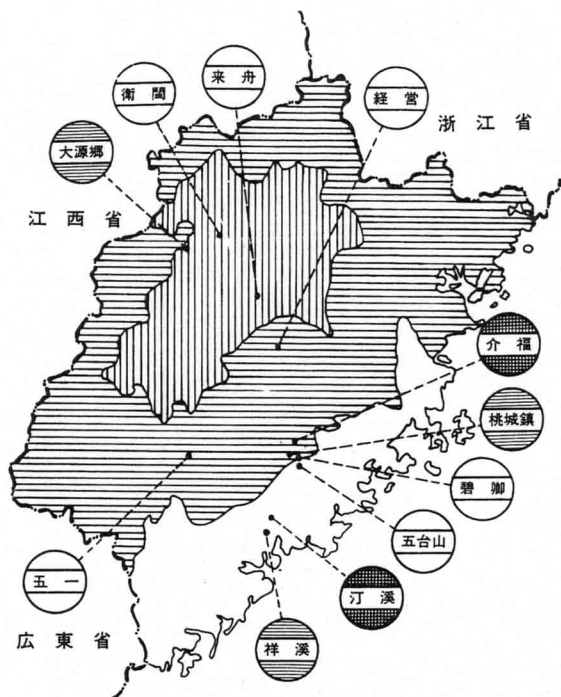 来舟
衛閩
経営
浙江省
大源郷
江西省
介福
桃城鎮
碧卿
五台山
五一
汀溪
広東省
祥溪